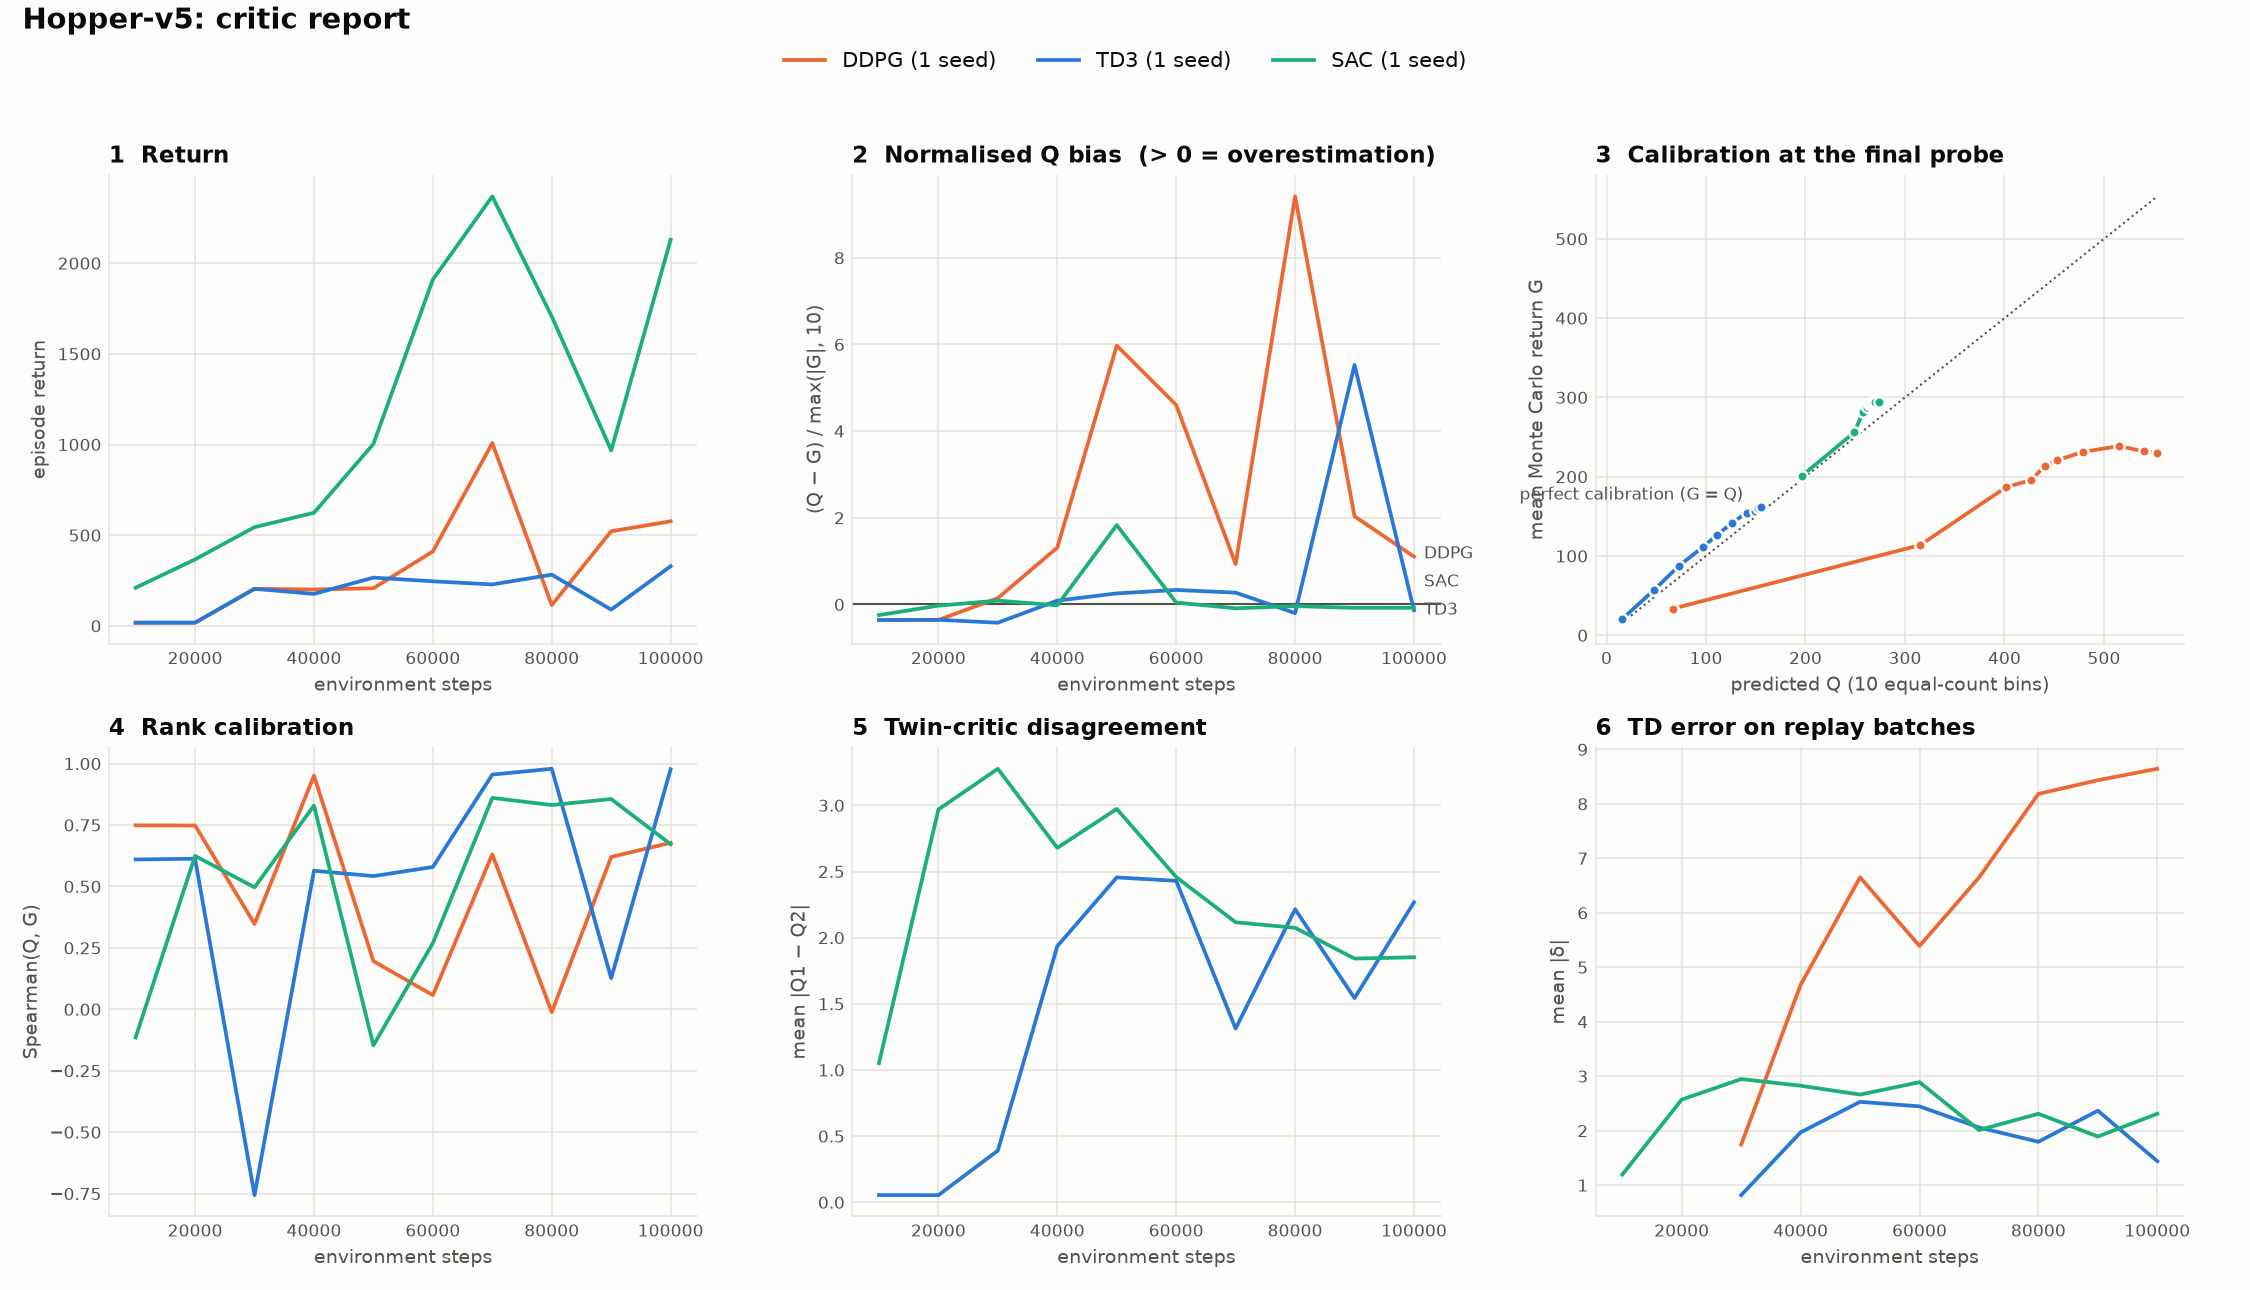 Hopper-v5: critic report
DDPG (1 seed)
TD3 (1 seed)
SAC (1 seed)
1 Return
episode return
2000
1500
1000
500
0
20000
40000
60000
80000
100000
environment steps
2 Normalised Q bias (> 0 = overestimation)
(Q − G) / max(|G|, 10)
8
6
4
2
0
DDPG
SAC
TD3
20000
40000
60000
80000
100000
environment steps
3 Calibration at the final probe
mean Monte Carlo return G
500
400
300
200
100
0
perfect calibration (G = Q)
0
100
200
300
400
500
predicted Q (10 equal-count bins)
4 Rank calibration
Spearman(Q, G)
1.00
0.75
0.50
0.25
0.00
−0.25
−0.50
−0.75
20000
40000
60000
80000
100000
environment steps
5 Twin-critic disagreement
mean |Q1 − Q2|
3.0
2.5
2.0
1.5
1.0
0.5
0.0
20000
40000
60000
80000
100000
environment steps
6 TD error on replay batches
mean |δ|
9
8
7
6
5
4
3
2
1
20000
40000
60000
80000
100000
environment steps